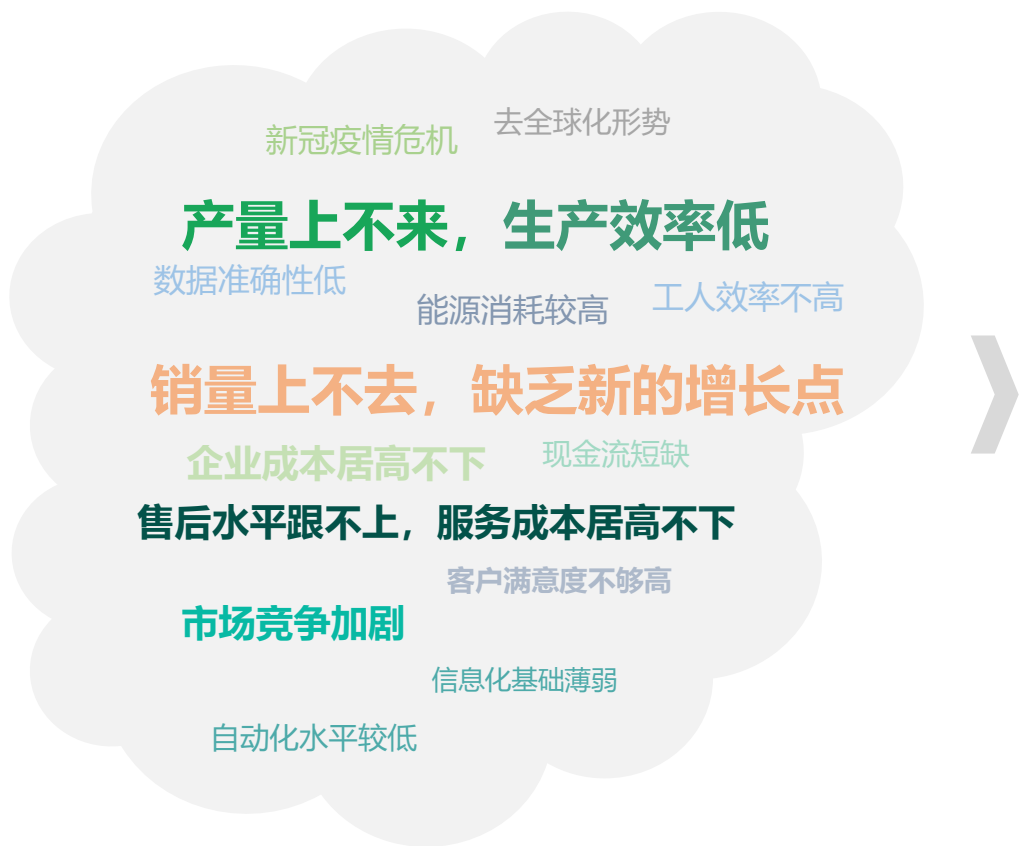 去全球化形势
新冠疫情危机
产量上不来，生产效率低
数据准确性低
工人效率不高
能源消耗较高
销量上不去，缺乏新的增长点
企业成本居高不下
现金流短缺
售后水平跟不上，服务成本居高不下
客户满意度不够高
市场竞争加剧
信息化基础薄弱
自动化水平较低